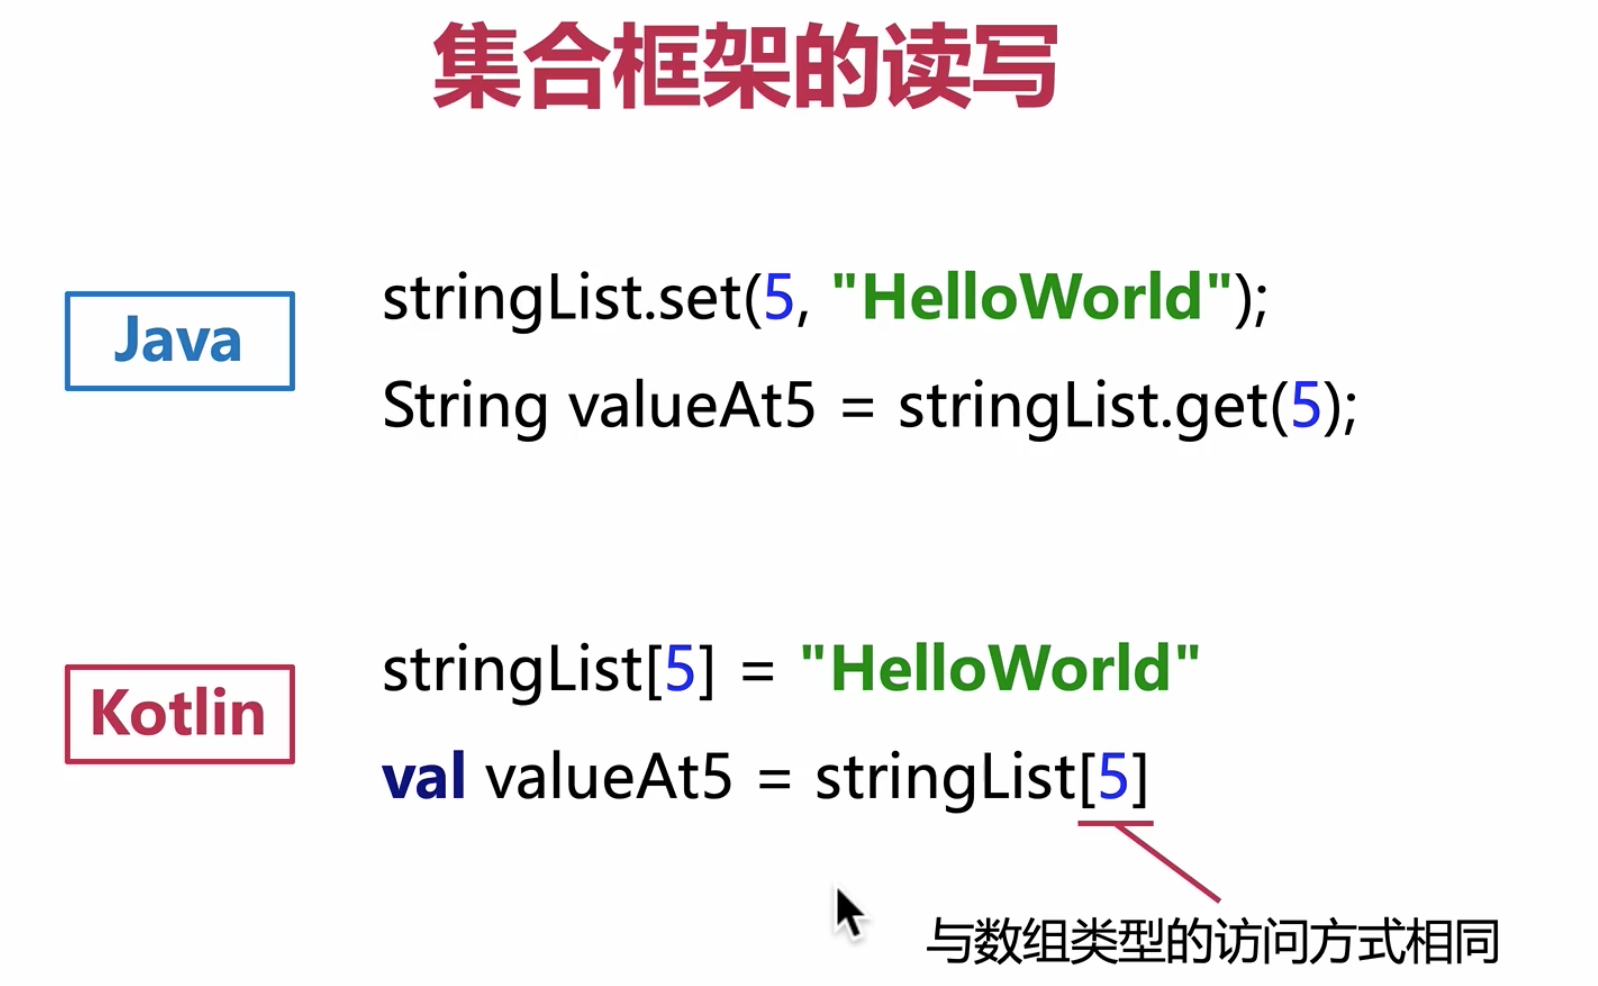 集合框架的读写
Java
stringList.set(5, "HelloWorld");
String valueAt5 = stringList.get(5);
Kotlin
stringList[5] = "HelloWorld"
val valueAt5 = stringList[5]
与数组类型的访问方式相同